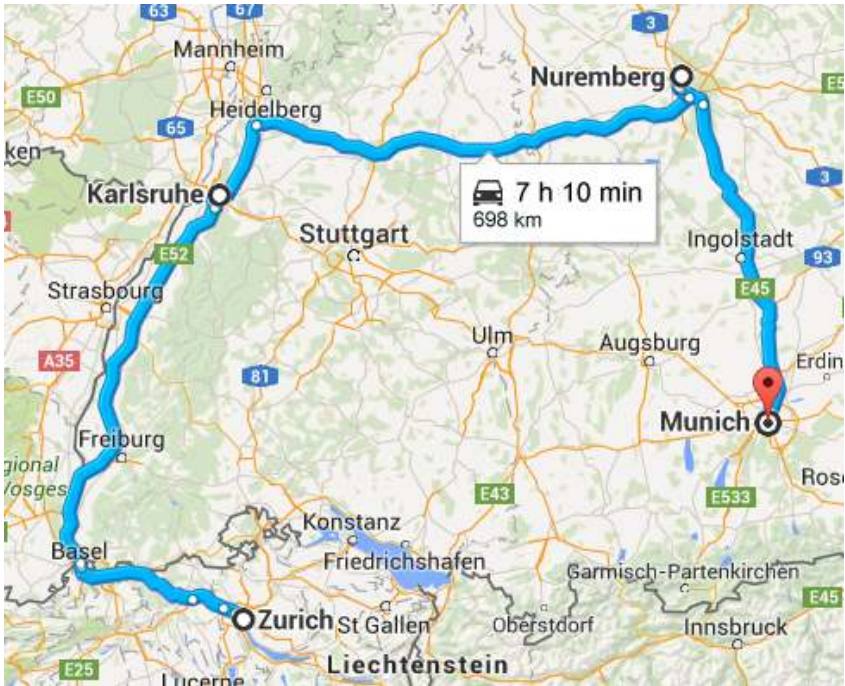 63
67
3
Mannheim
Nuremberg
E50
E5
Heidelberg
65
ken
3
Karlsruhe
7 h 10 min
698 km
Stuttgart
Ingolstadt
93
E52
Strasbourg
E45
Ulm
Augsburg
A35
Erdin
81
Munich
Freiburg
gional
Vosges
Rose
E43
E533
Konstanz
Basel
Friedrichshafen
Garmisch-Partenkirchen
E45
Zurich
St Gallen
Oberstdorf
Innsbruck
E25
Liechtenstein
Lucerne